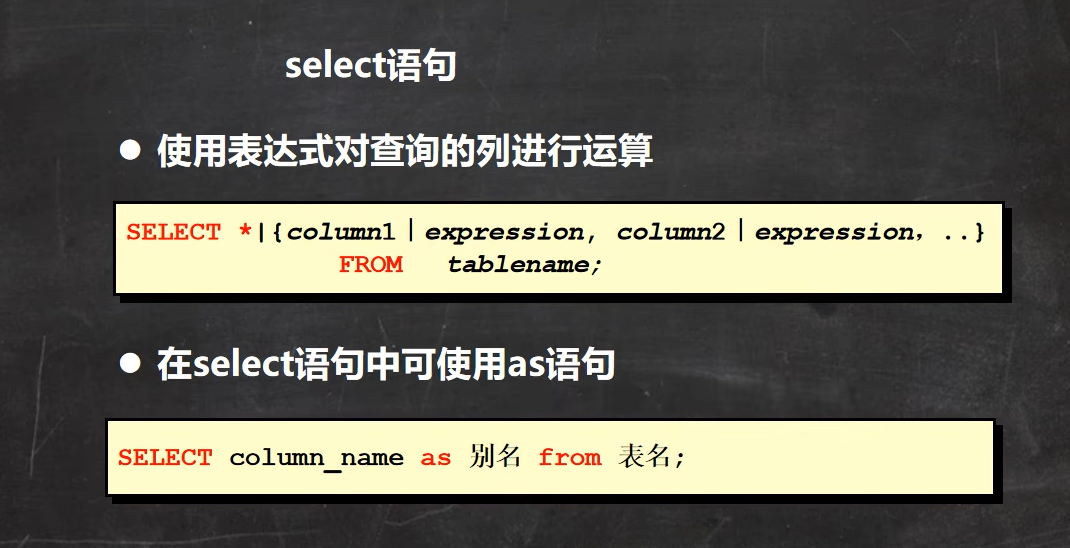 select语句
● 使用表达式对查询的列进行运算
SELECT *|{column1｜expression, column2｜expression，..}
FROM tablename;
● 在select语句中可使用as语句
SELECT column_name as 别名 from 表名;